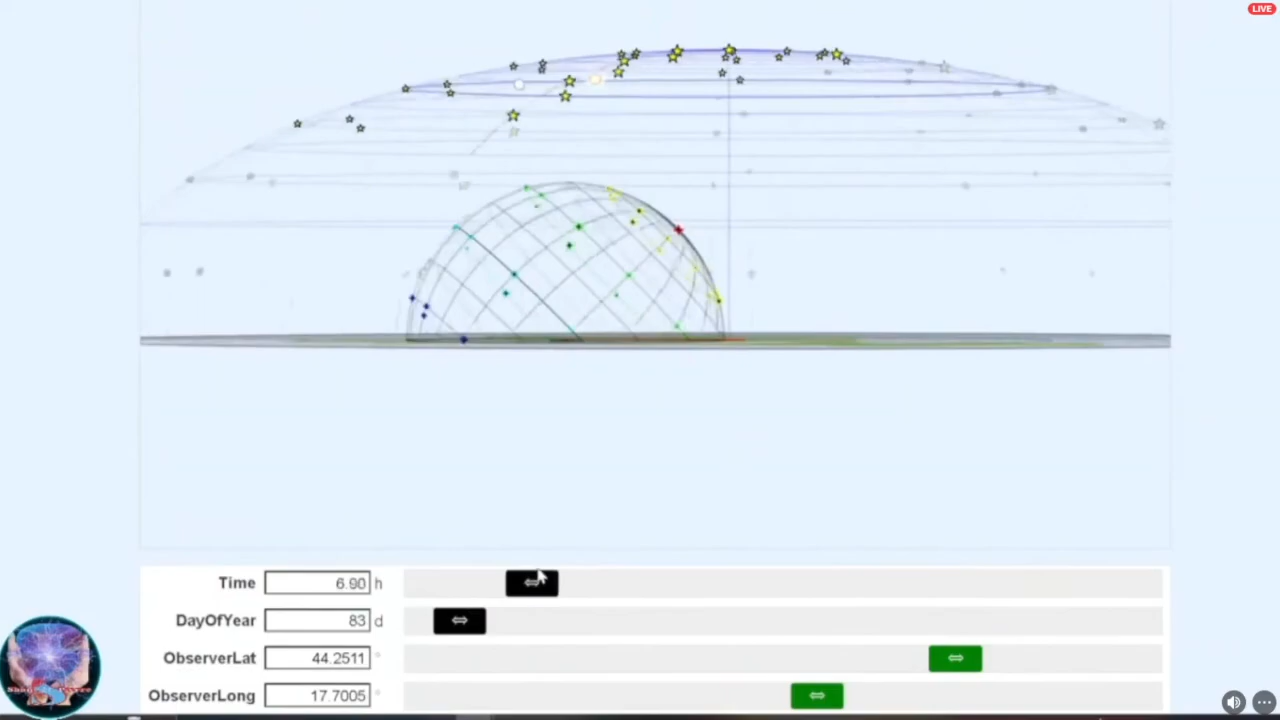 LIVE
Time 6.90 h
DayOfYear 83 d
ObserverLat 44.2511 °
ObserverLong 17.7005 °